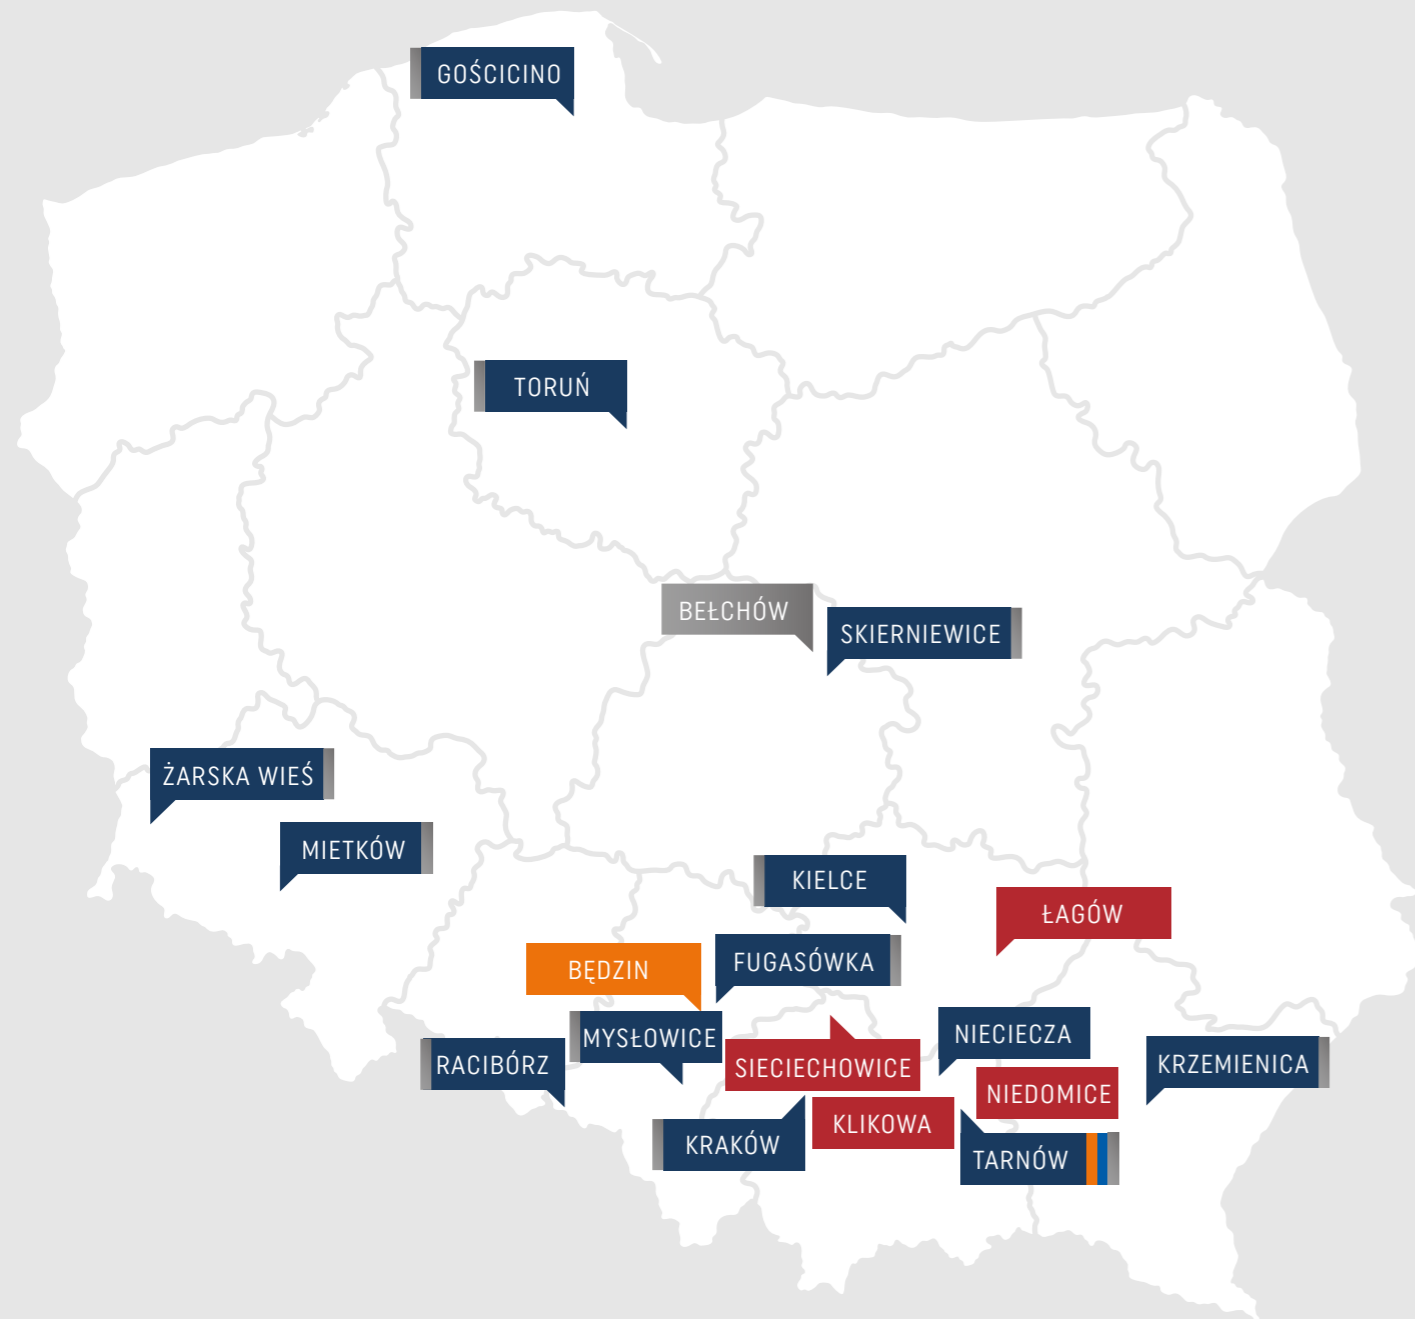 GOŚCICINO
TORUŃ
BEŁCHÓW
SKIERNIEWICE
ŻARSKA WIEŚ
MIETKÓW
KIELCE
ŁAGÓW
FUGASÓWKA
BĘDZIN
MYSŁOWICE
NIECIECZA
RACIBÓRZ
SIECIECHOWICE
KRZEMIENICA
NIEDOMICE
KLIKOWA
KRAKÓW
TARNÓW